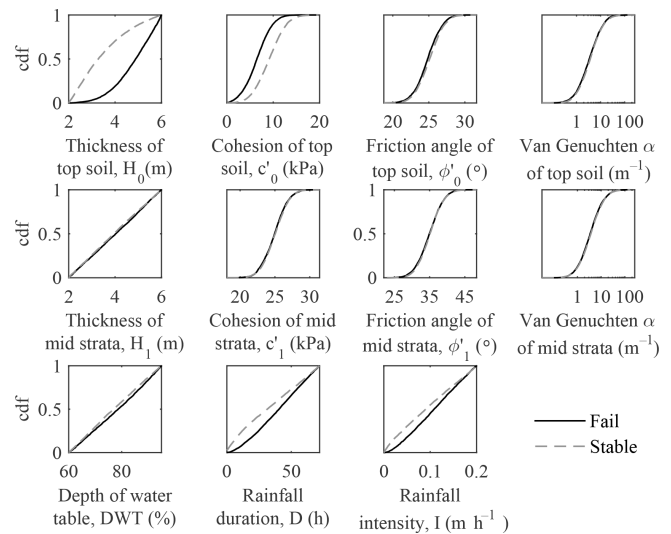 1
0.5
0
cdf
2 4 6
0 10 20
20 25 30
1 10 100
Thickness of
top soil, H0(m)
Cohesion of top
soil, c'0 (kPa)
Friction angle of
top soil, ϕ'0 (°)
Van Genuchten α
of top soil (m−1)
1
0.5
0
cdf
2 4 6
20 25 30
25 35 45
1 10 100
Thickness of
mid strata, H1 (m)
Cohesion of mid
strata, c'1 (kPa)
Friction angle of
mid strata, ϕ'1 (°)
Van Genuchten α
of mid strata (m−1)
1
0.5
0
cdf
60 80
0 50
0 0.1 0.2
Depth of water
table, DWT (%)
Rainfall
duration, D (h)
Rainfall
intensity, I (m h−1)
Fail
Stable